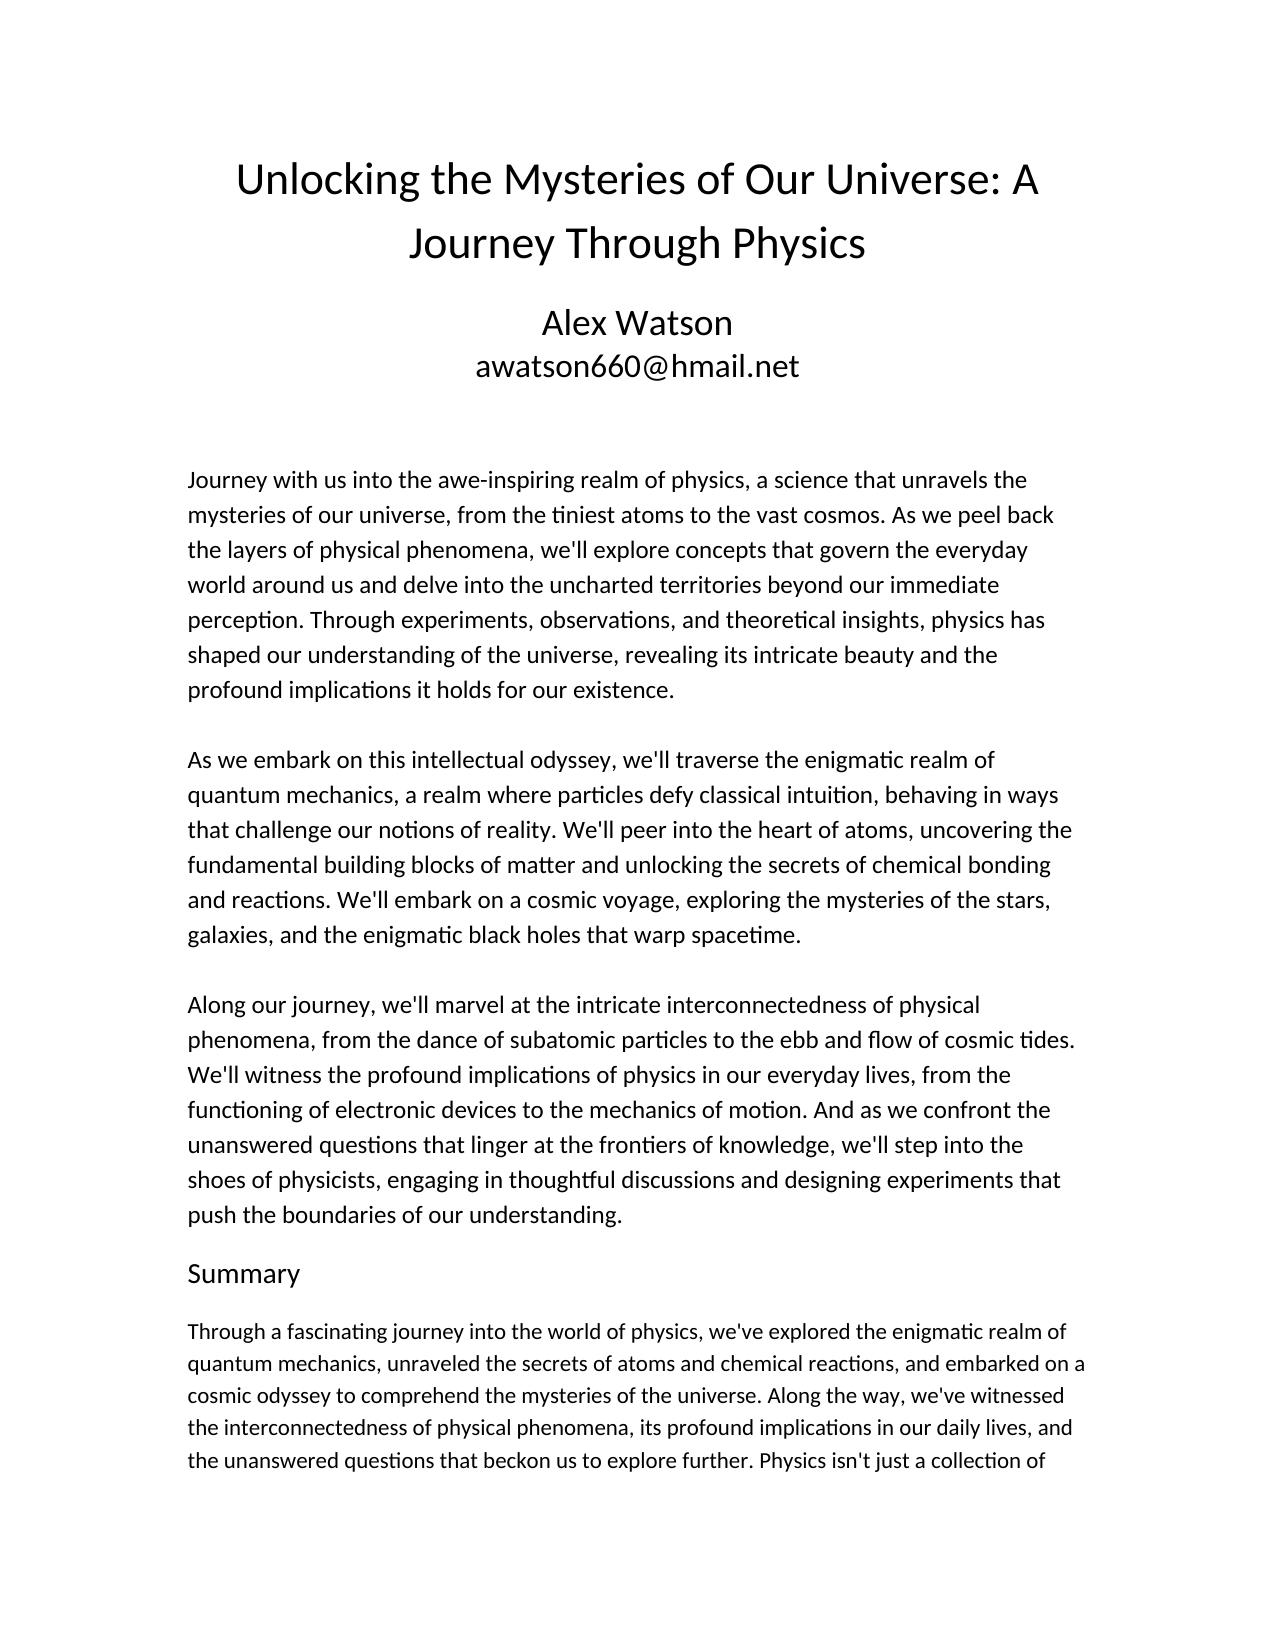 Unlocking the Mysteries of Our Universe: A
Journey Through Physics
Alex Watson
awatson660@hmail.net
Journey with us into the awe-inspiring realm of physics, a science that unravels the
mysteries of our universe, from the tiniest atoms to the vast cosmos. As we peel back
the layers of physical phenomena, we'll explore concepts that govern the everyday
world around us and delve into the uncharted territories beyond our immediate
perception. Through experiments, observations, and theoretical insights, physics has
shaped our understanding of the universe, revealing its intricate beauty and the
profound implications it holds for our existence.
As we embark on this intellectual odyssey, we'll traverse the enigmatic realm of
quantum mechanics, a realm where particles defy classical intuition, behaving in ways
that challenge our notions of reality. We'll peer into the heart of atoms, uncovering the
fundamental building blocks of matter and unlocking the secrets of chemical bonding
and reactions. We'll embark on a cosmic voyage, exploring the mysteries of the stars,
galaxies, and the enigmatic black holes that warp spacetime.
Along our journey, we'll marvel at the intricate interconnectedness of physical
phenomena, from the dance of subatomic particles to the ebb and flow of cosmic tides.
We'll witness the profound implications of physics in our everyday lives, from the
functioning of electronic devices to the mechanics of motion. And as we confront the
unanswered questions that linger at the frontiers of knowledge, we'll step into the
shoes of physicists, engaging in thoughtful discussions and designing experiments that
push the boundaries of our understanding.
Summary
Through a fascinating journey into the world of physics, we've explored the enigmatic realm of
quantum mechanics, unraveled the secrets of atoms and chemical reactions, and embarked on a
cosmic odyssey to comprehend the mysteries of the universe. Along the way, we've witnessed
the interconnectedness of physical phenomena, its profound implications in our daily lives, and
the unanswered questions that beckon us to explore further. Physics isn't just a collection of